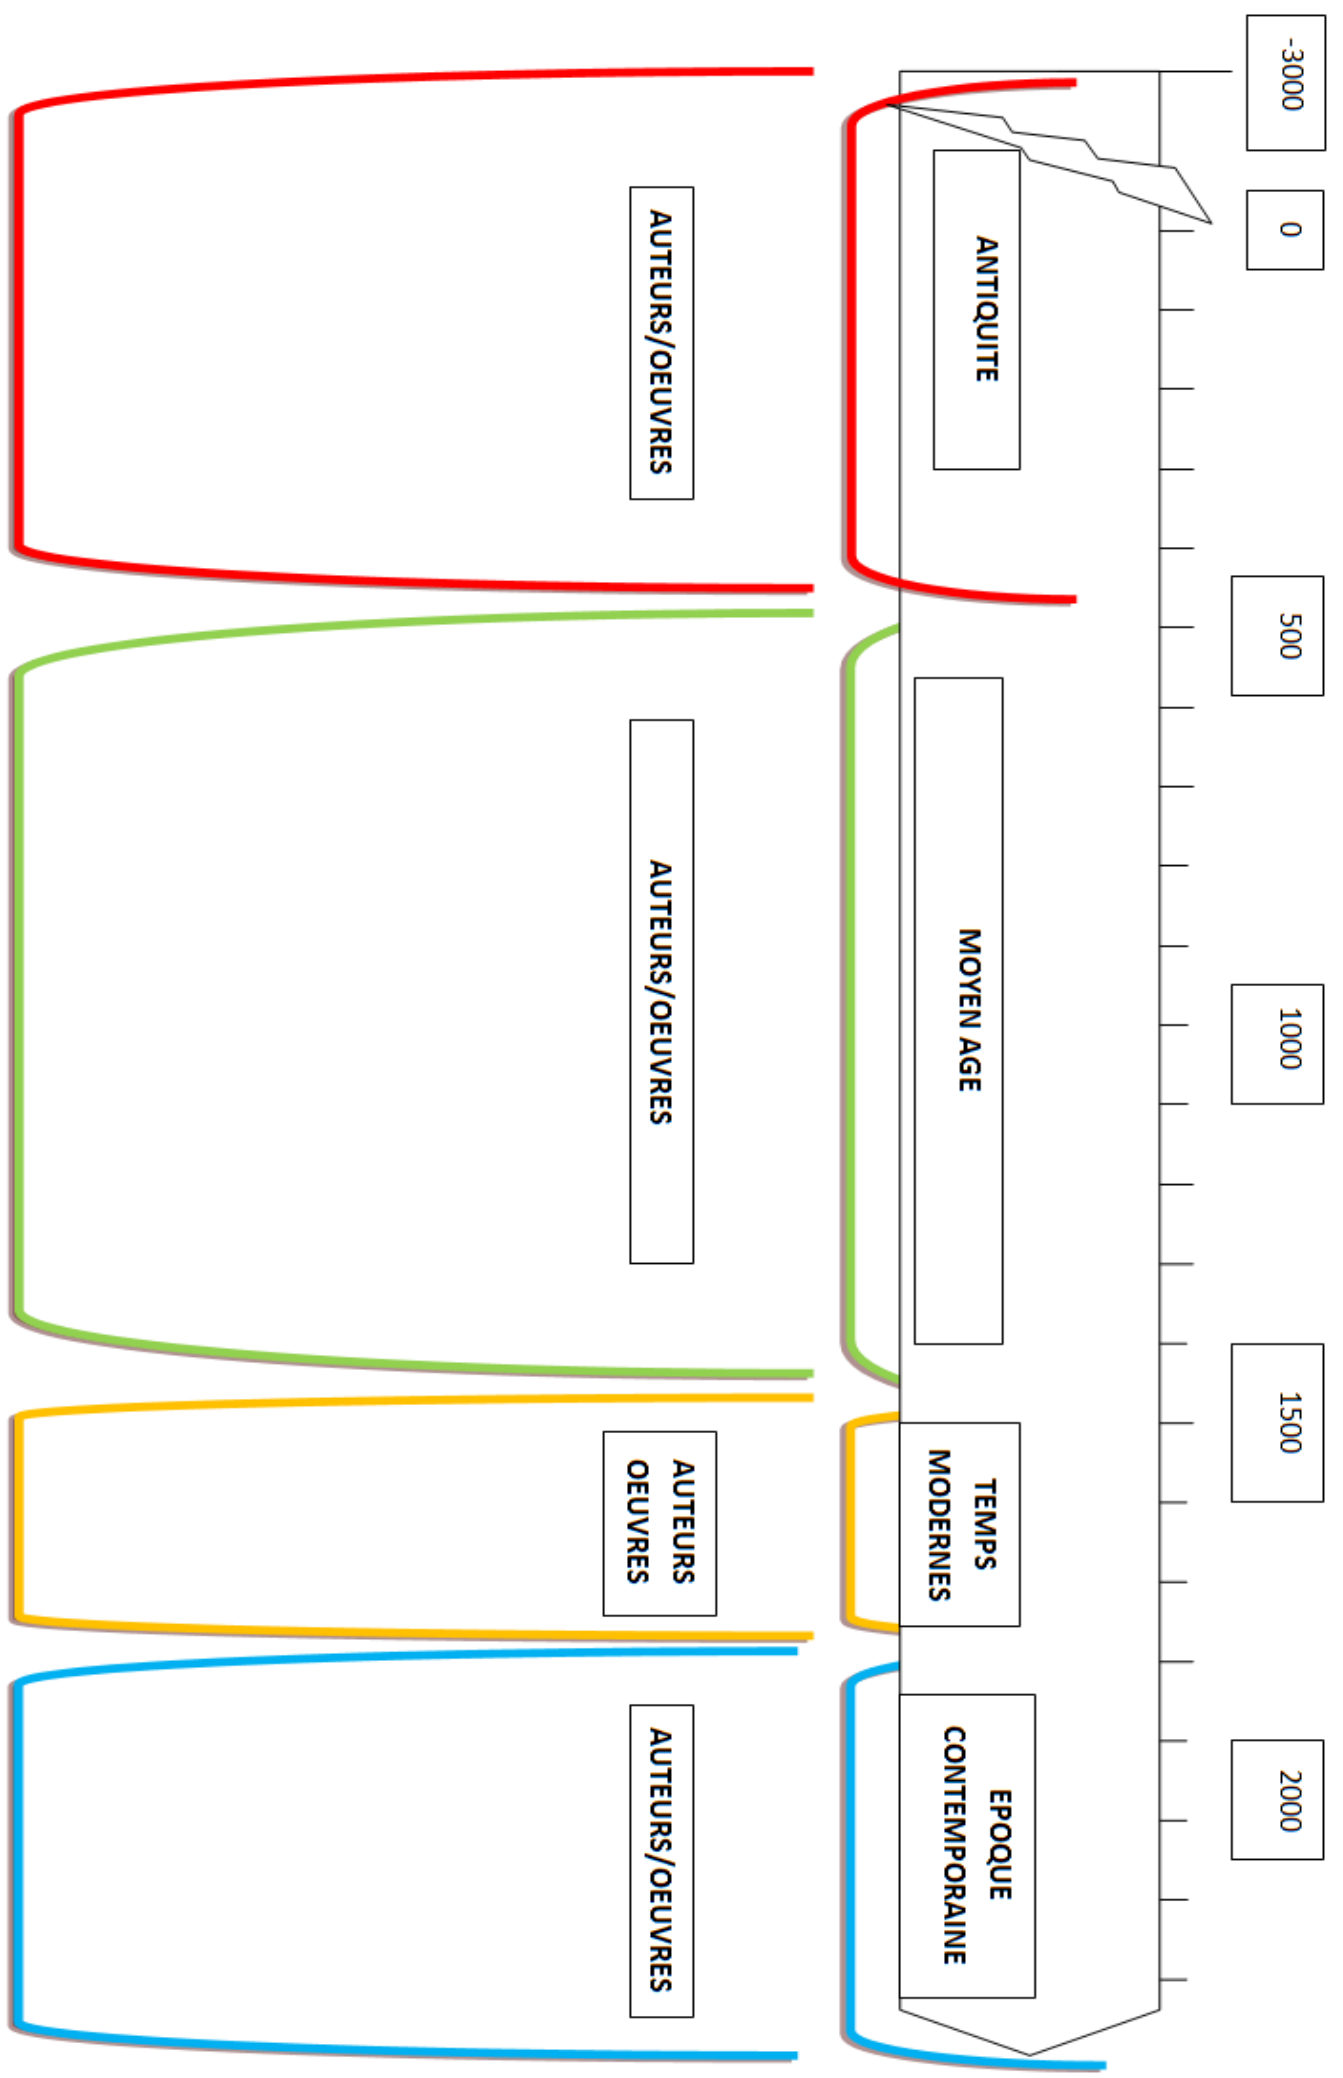 -3000
0
500
1000
1500
2000
ANTIQUITE
MOYEN AGE
TEMPS
MODERNES
EPOQUE
CONTEMPORAINE
AUTEURS/OEUVRES
AUTEURS/OEUVRES
AUTEURS
OEUVRES
AUTEURS/OEUVRES